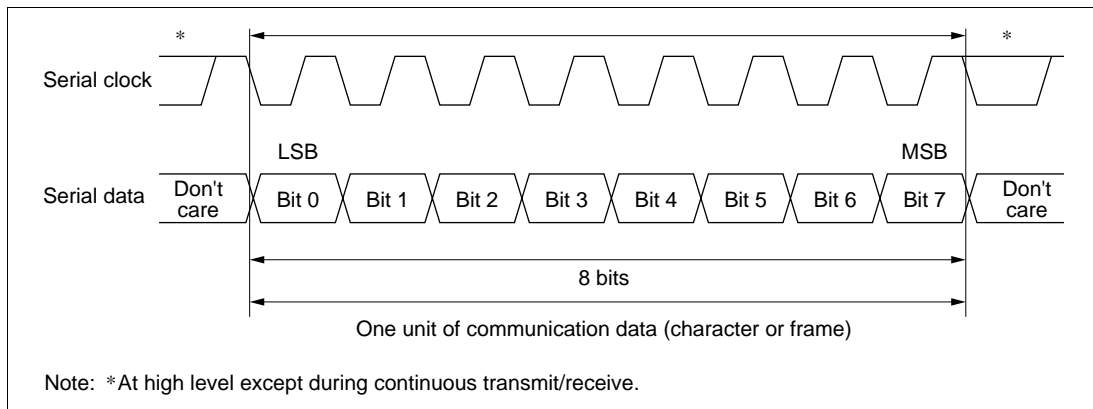 * *
Serial clock
LSB MSB
Serial data Don't care Bit 0 Bit 1 Bit 2 Bit 3 Bit 4 Bit 5 Bit 6 Bit 7 Don't care
8 bits
One unit of communication data (character or frame)
Note: *At high level except during continuous transmit/receive.